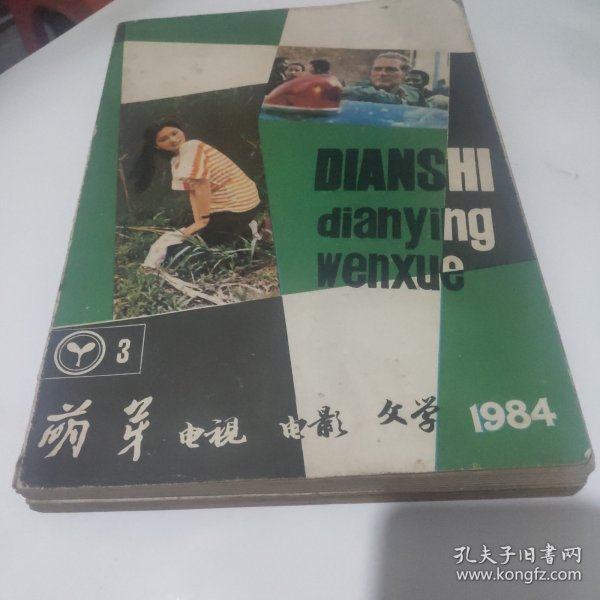 DIANSHI
dianying
wenxue
3
萌芽 电视 电影 文学 1984
孔夫子旧书网
www.kongfz.com